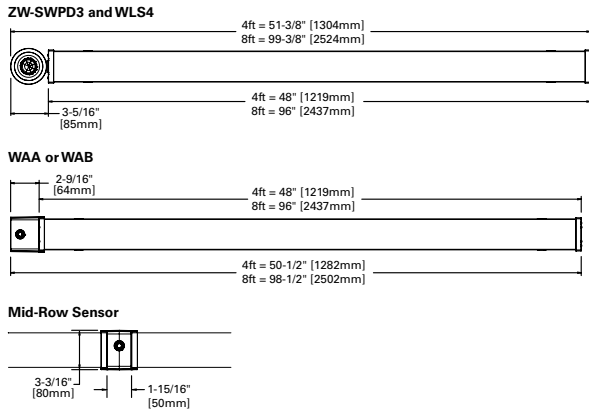 ZW-SWPD3 and WLS4
4ft = 51-3/8" [1304mm]
8ft = 99-3/8" [2524mm]
4ft = 48" [1219mm]
8ft = 96" [2437mm]
3-5/16"
[85mm]
WAA or WAB
2-9/16"
[64mm]
4ft = 48" [1219mm]
8ft = 96" [2437mm]
4ft = 50-1/2" [1282mm]
8ft = 98-1/2" [2502mm]
Mid-Row Sensor
3-3/16"
[80mm]
1-15/16"
[50mm]